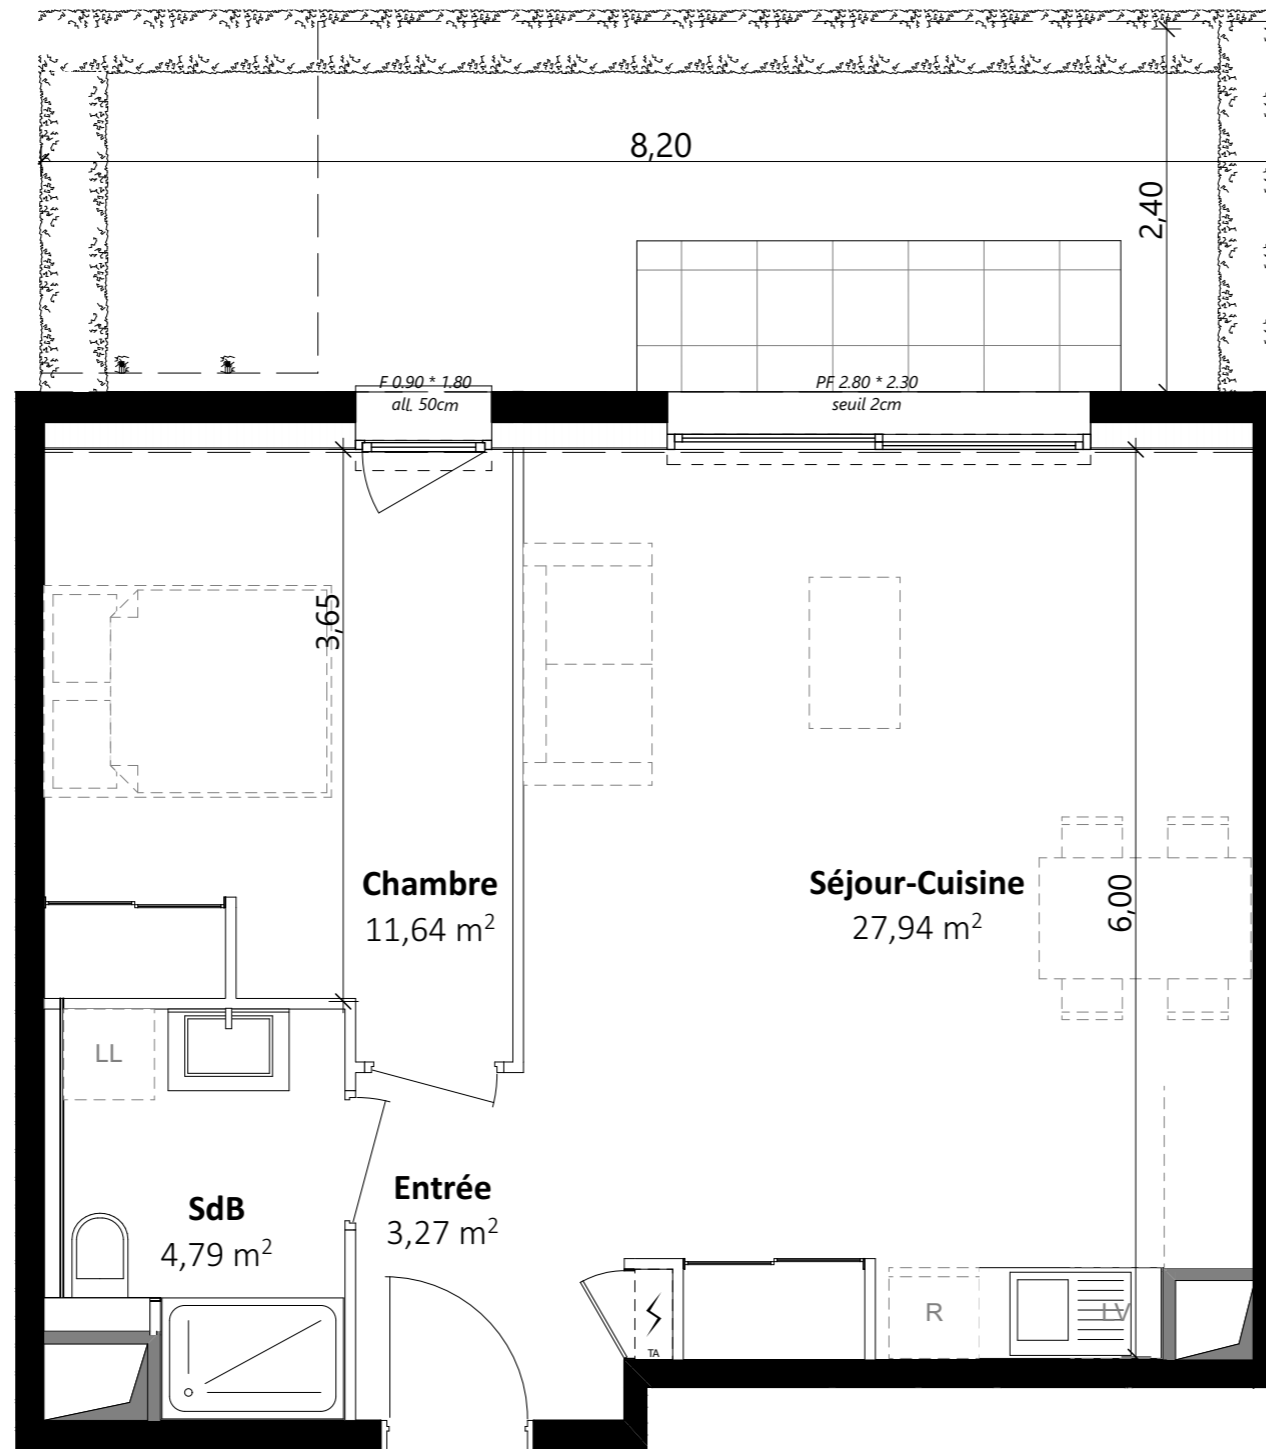 8,20
2,40
F 0.90 * 1.80
all. 50cm
PF 2.80 * 2.30
seuil 2cm
3,65
Chambre
11,64 m²
Séjour-Cuisine
27,94 m²
6,00
LL
SdB
4,79 m²
Entrée
3,27 m²
TA
R
LV